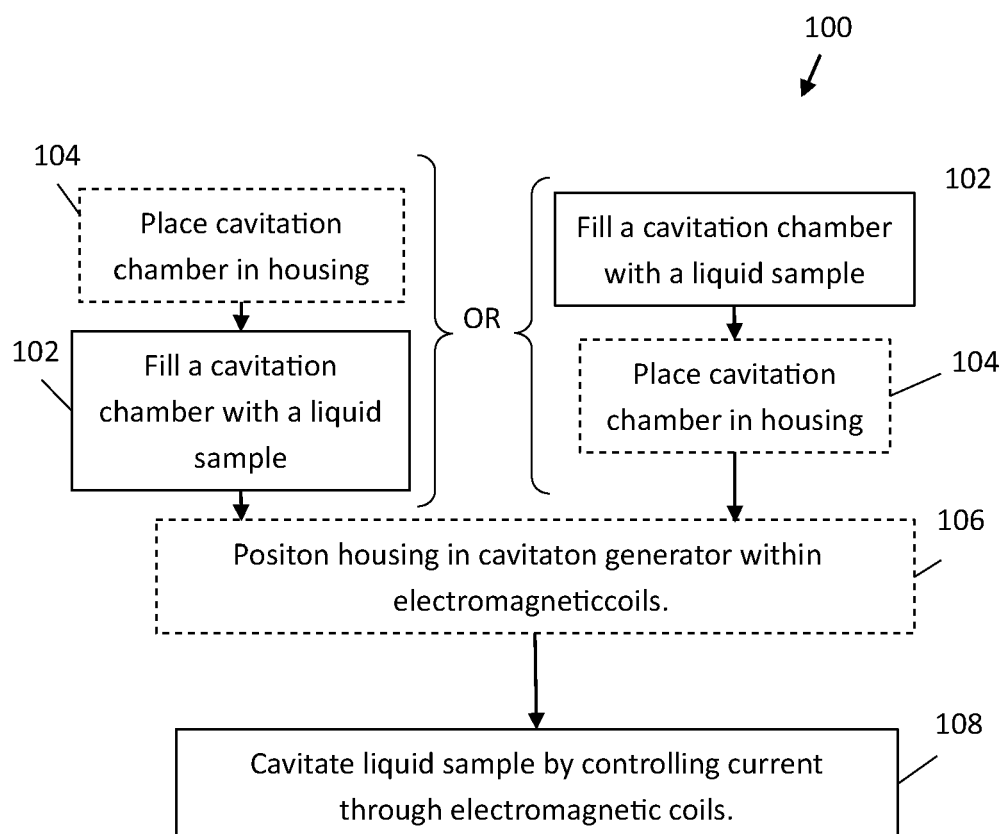 100
104
Place cavitation
chamber in housing
102
Fill a cavitation
chamber with a liquid
sample
OR
102
Fill a cavitation chamber
with a liquid sample
104
Place cavitation
chamber in housing
106
Positon housing in cavitaton generator within
electromagneticcoils.
108
Cavitate liquid sample by controlling current
through electromagnetic coils.